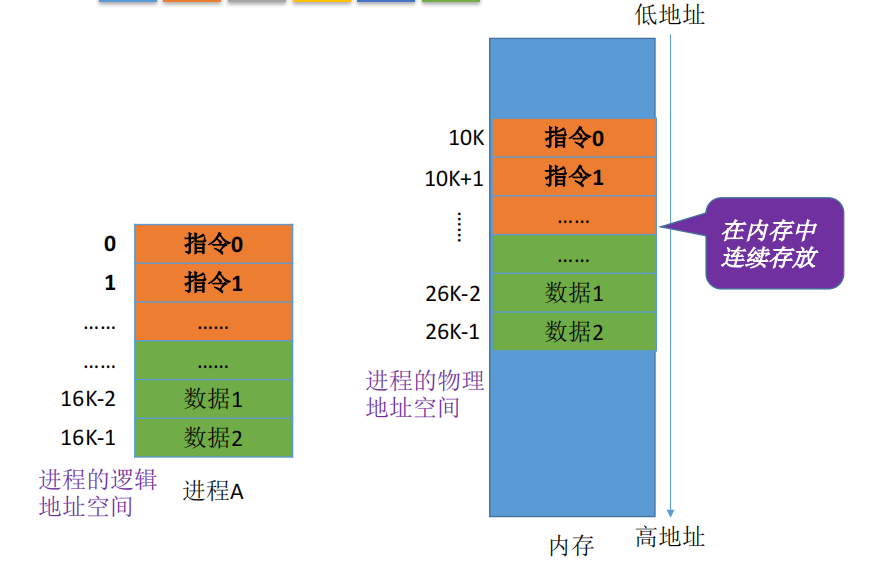 低地址
10K
指令0
10K+1
指令1
……
……
……
26K-2
数据1
26K-1
数据2
在内存中
连续存放
0
指令0
1
指令1
……
……
……
……
16K-2
数据1
16K-1
数据2
进程的物理
地址空间
进程的逻辑
地址空间
进程A
内存
高地址